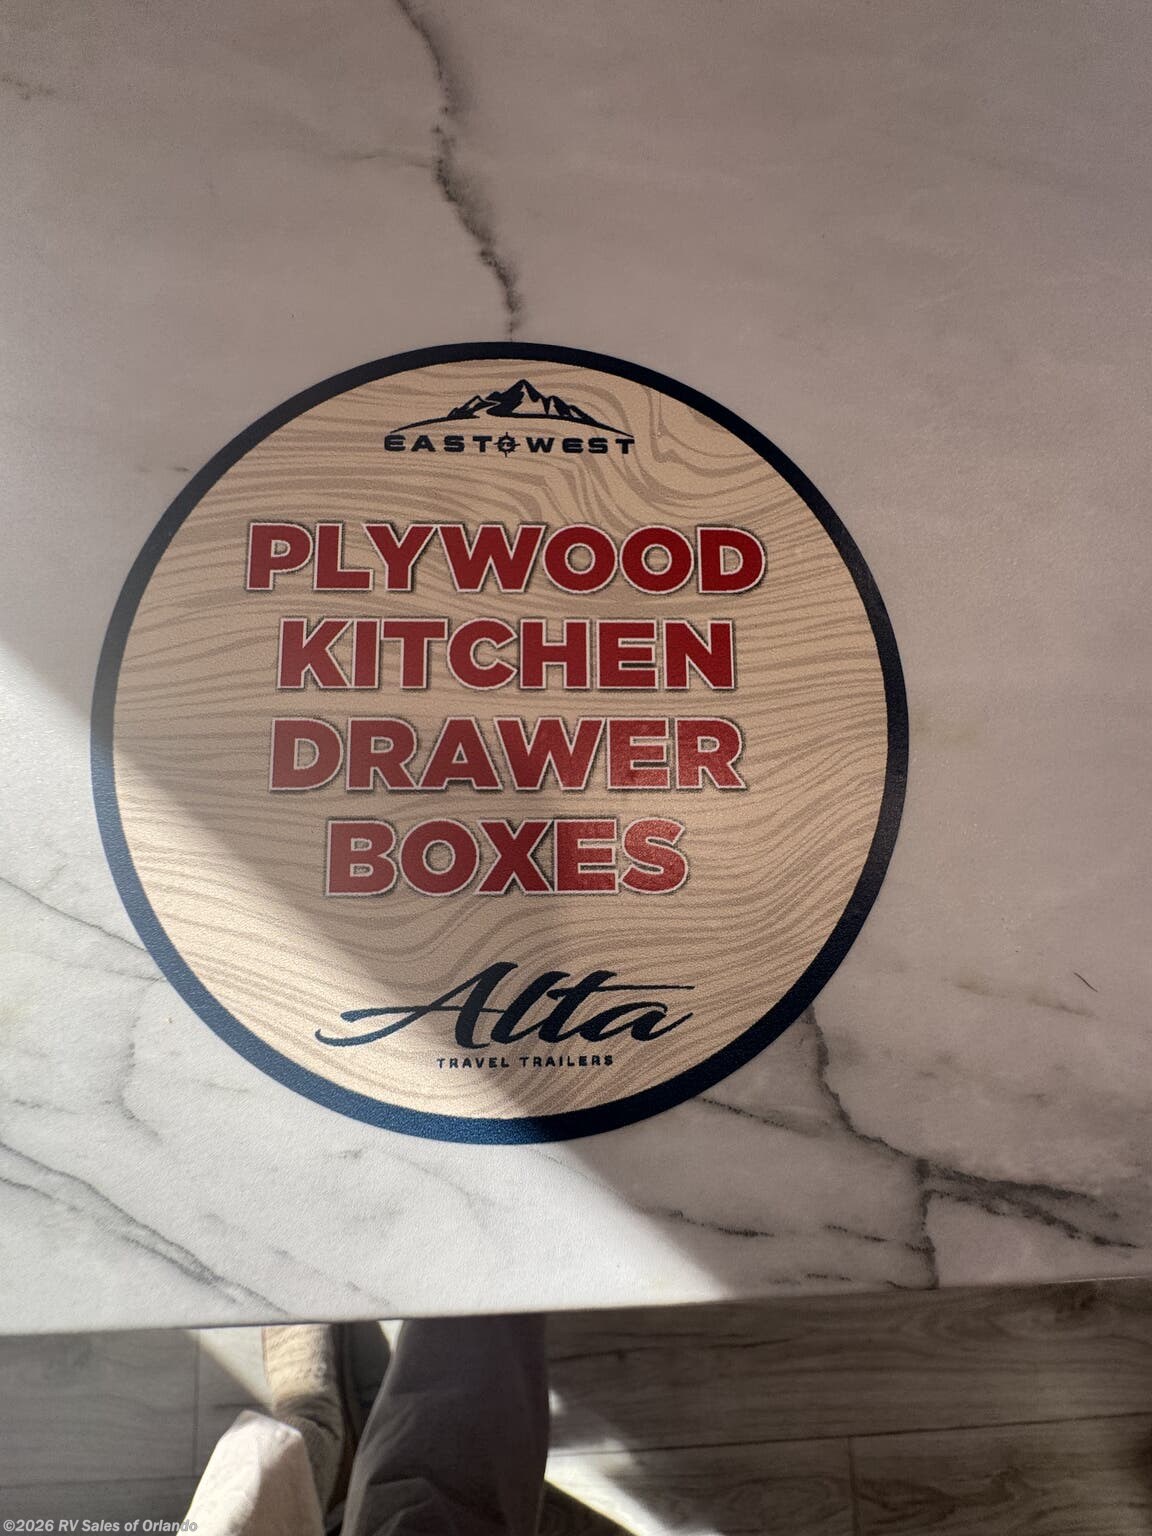 EAST WEST
PLYWOOD
KITCHEN
DRAWER
BOXES
Alta
TRAVEL TRAILERS
©2026 RV Sales of Orlando